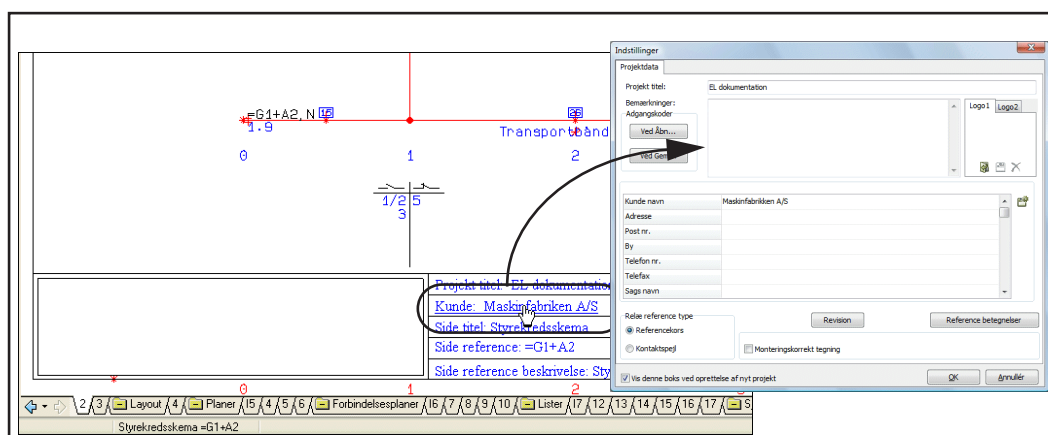 =G1+A2, N 15
1.9
26
Transportbånd
0 1 2
1/2 5
3
Projekt titel: EL dokumentation
Kunde: Maskinfabriken A/S
Side titel: Styrekredsskema
Side reference: =G1+A2
Side reference beskrivelse: Sty
0 1 2
2 3 Layout 4 Planer I5 4 5 6 Forbindelsesplaner I6 7 8 9 10 Lister I7 12 13 14 15 16 17 S
Styrekredsskema =G1+A2
Indstillinger
Projektdata
Projekt titel: EL dokumentation
Bemærkninger:
Adgangskoder
Ved Åbn...
Ved Gem
Logo1 Logo2
Kunde navn Maskinfabrikken A/S
Adresse
Post nr.
By
Telefon nr.
Telefax
Sags navn
Relæ reference type
Referencekors
Kontaktspejl
Revision
Reference betegnelser
Monteringskorrekt tegning
Vis denne boks ved oprettelse af nyt projekt
OK
Annullér